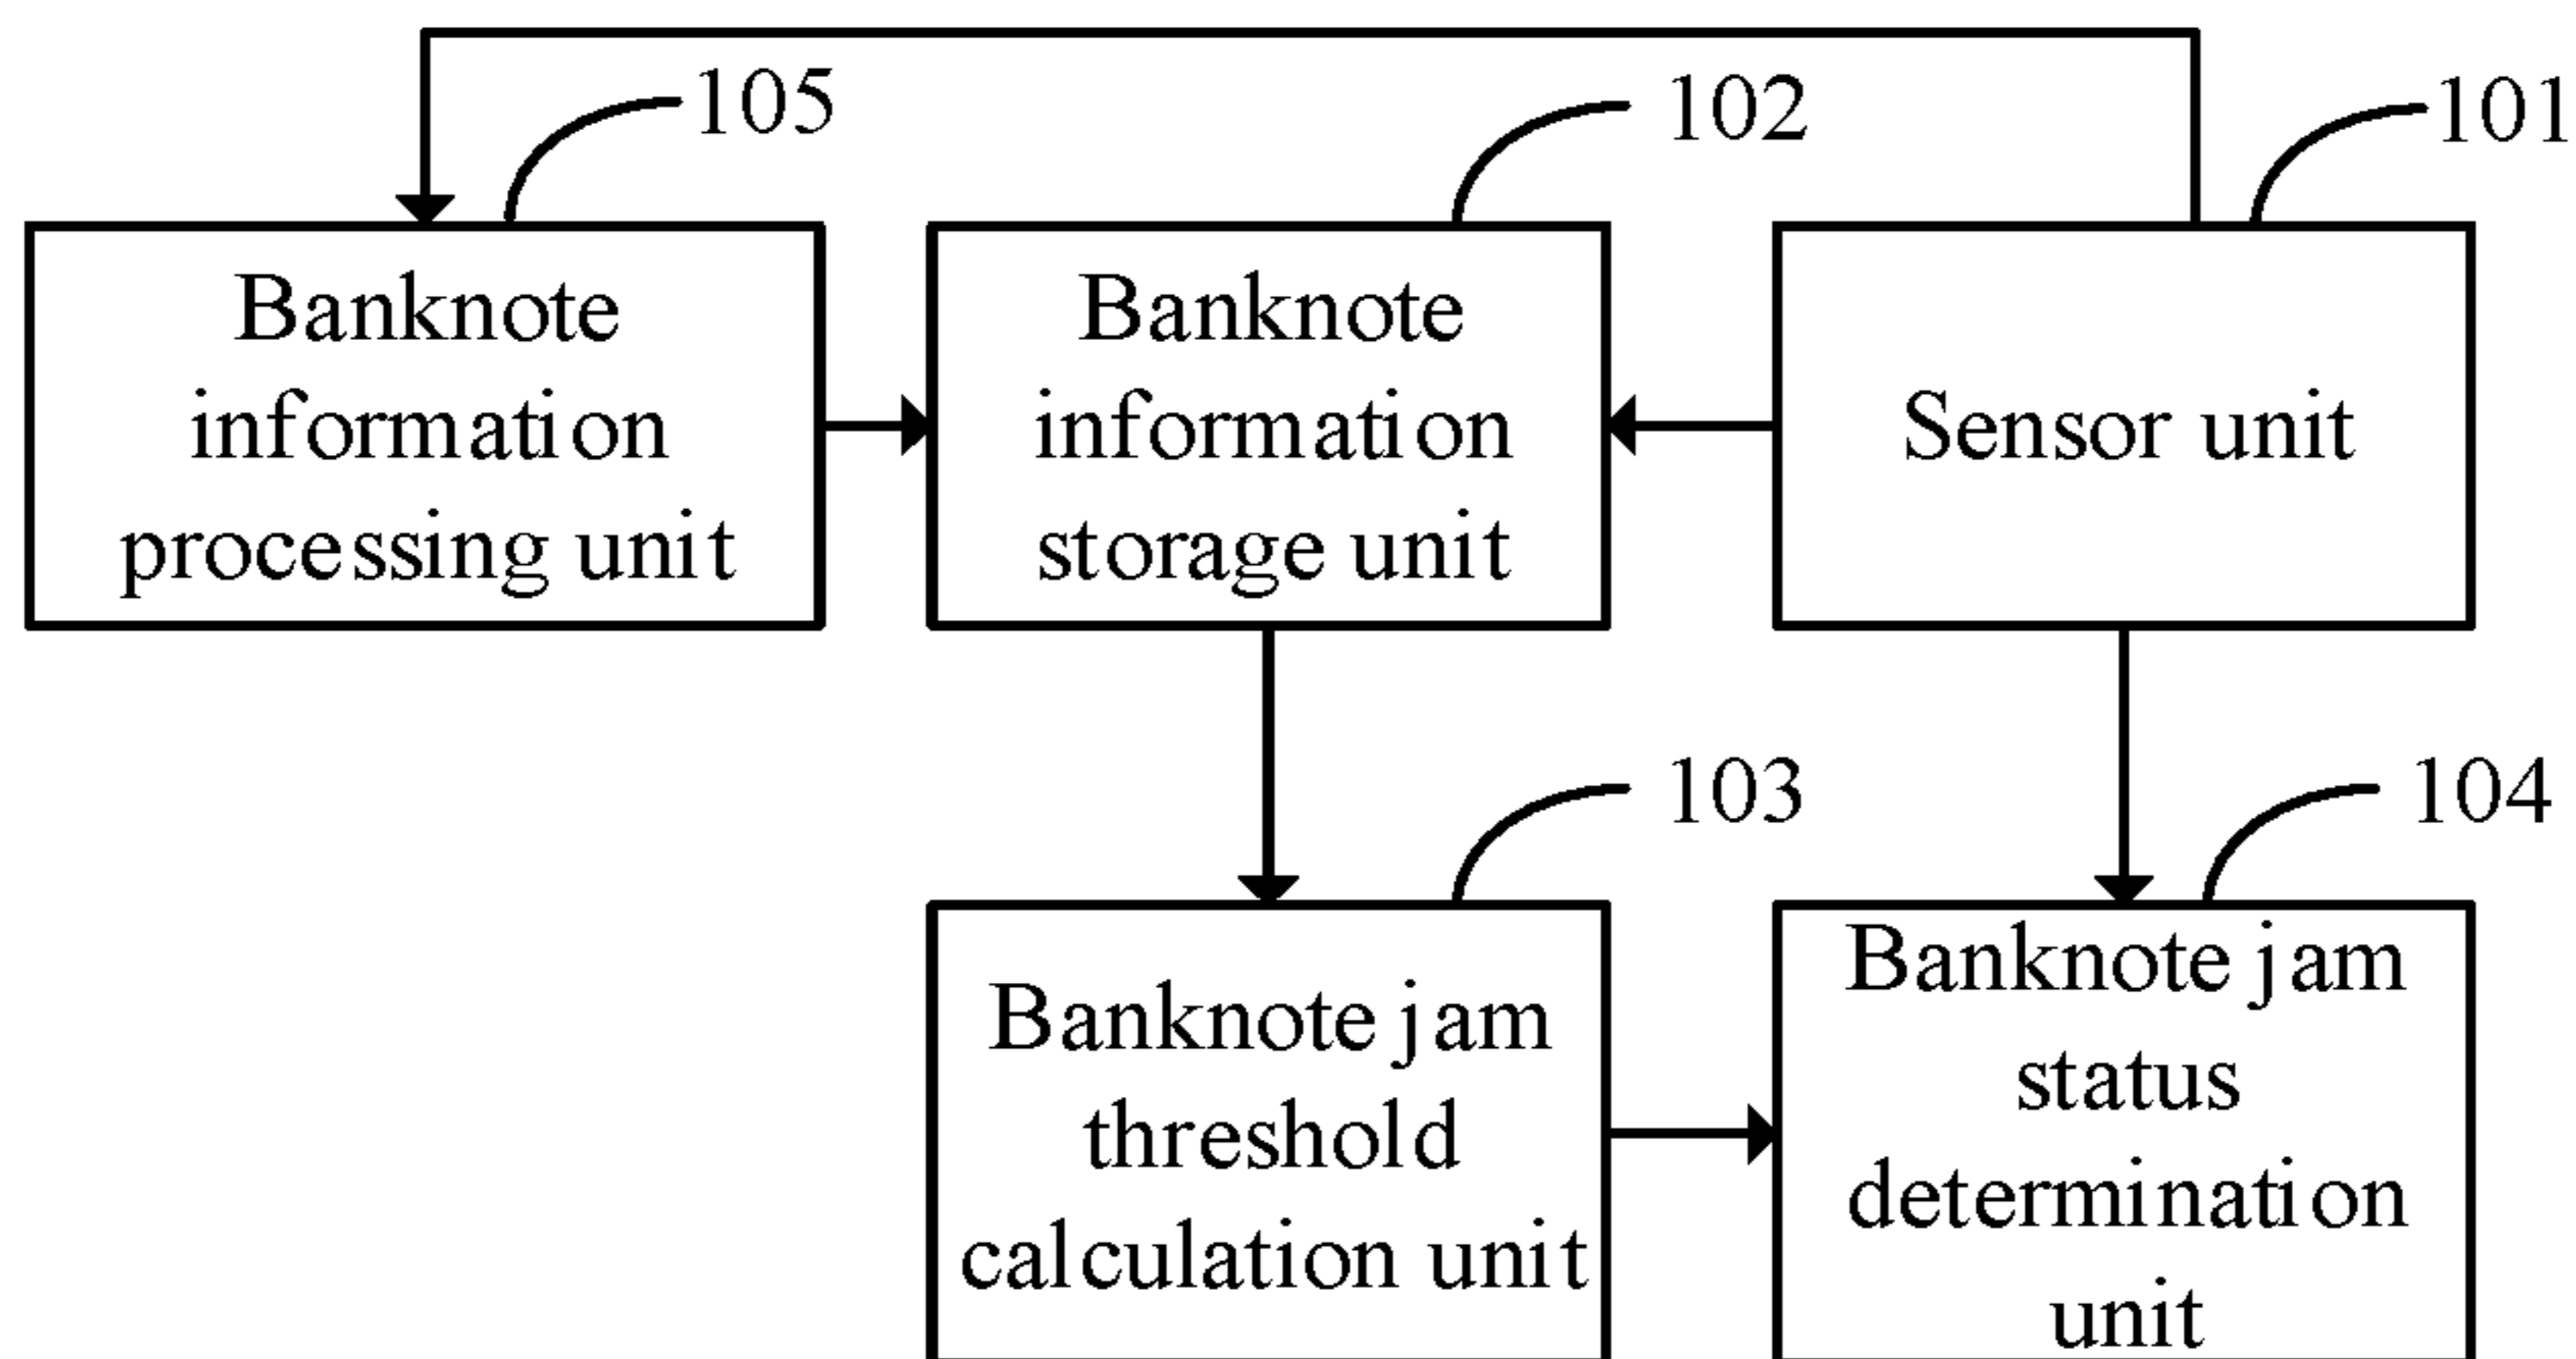 105
102
101
Banknote
information
processing unit
Banknote
information
storage unit
Sensor unit
103
104
Banknote jam
threshold
calculation unit
Banknote jam
status
determination
unit